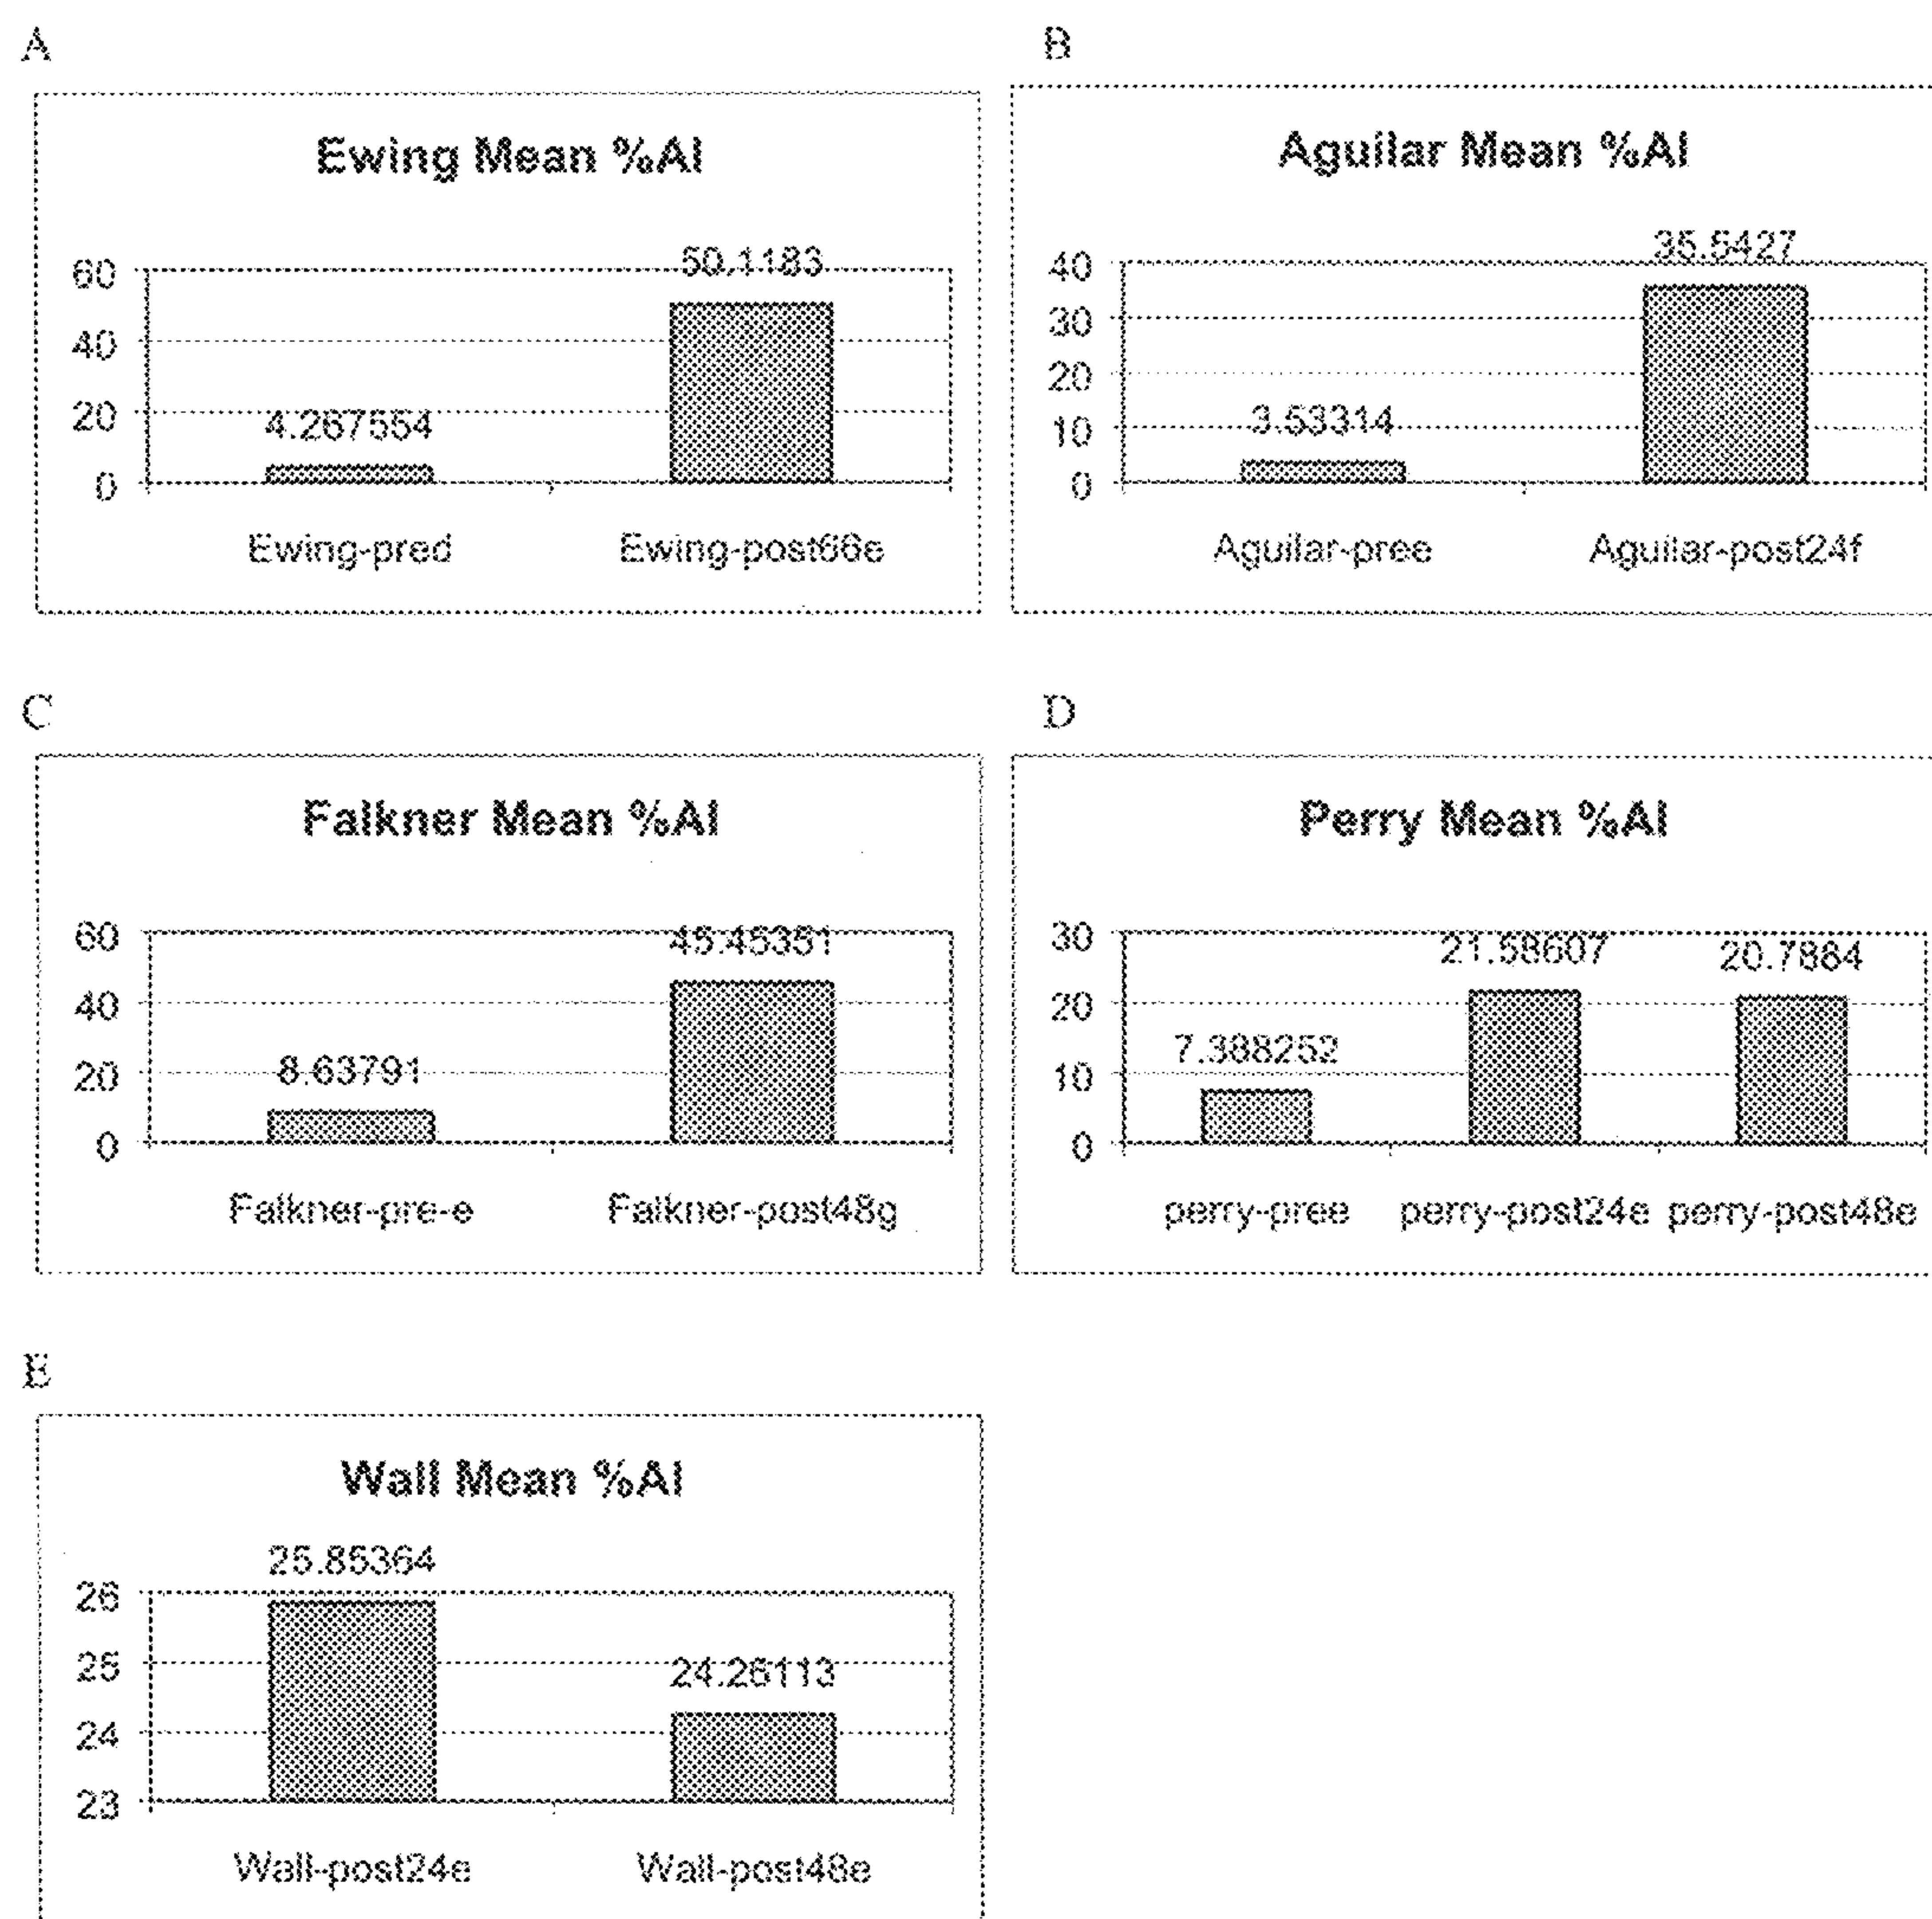 A
Ewing Mean %AI
60
40
20
0
4.267554
50.1183
Ewing-pred
Ewing-post66e
B
Aguilar Mean %AI
40
30
20
10
0
3.53314
35.5427
Aguilar-pree
Aguilar-post24f
C
Falkner Mean %AI
60
40
20
0
8.63791
45.45351
Falkner-pre-e
Falkner-post48g
D
Perry Mean %AI
30
20
10
0
21.58607
20.7884
perry-pree
perry-post24e
perry-post48e
E
Wall Mean %AI
26
25
24
23
25.85364
24.26113
Wall-post24e
Wall-post48e